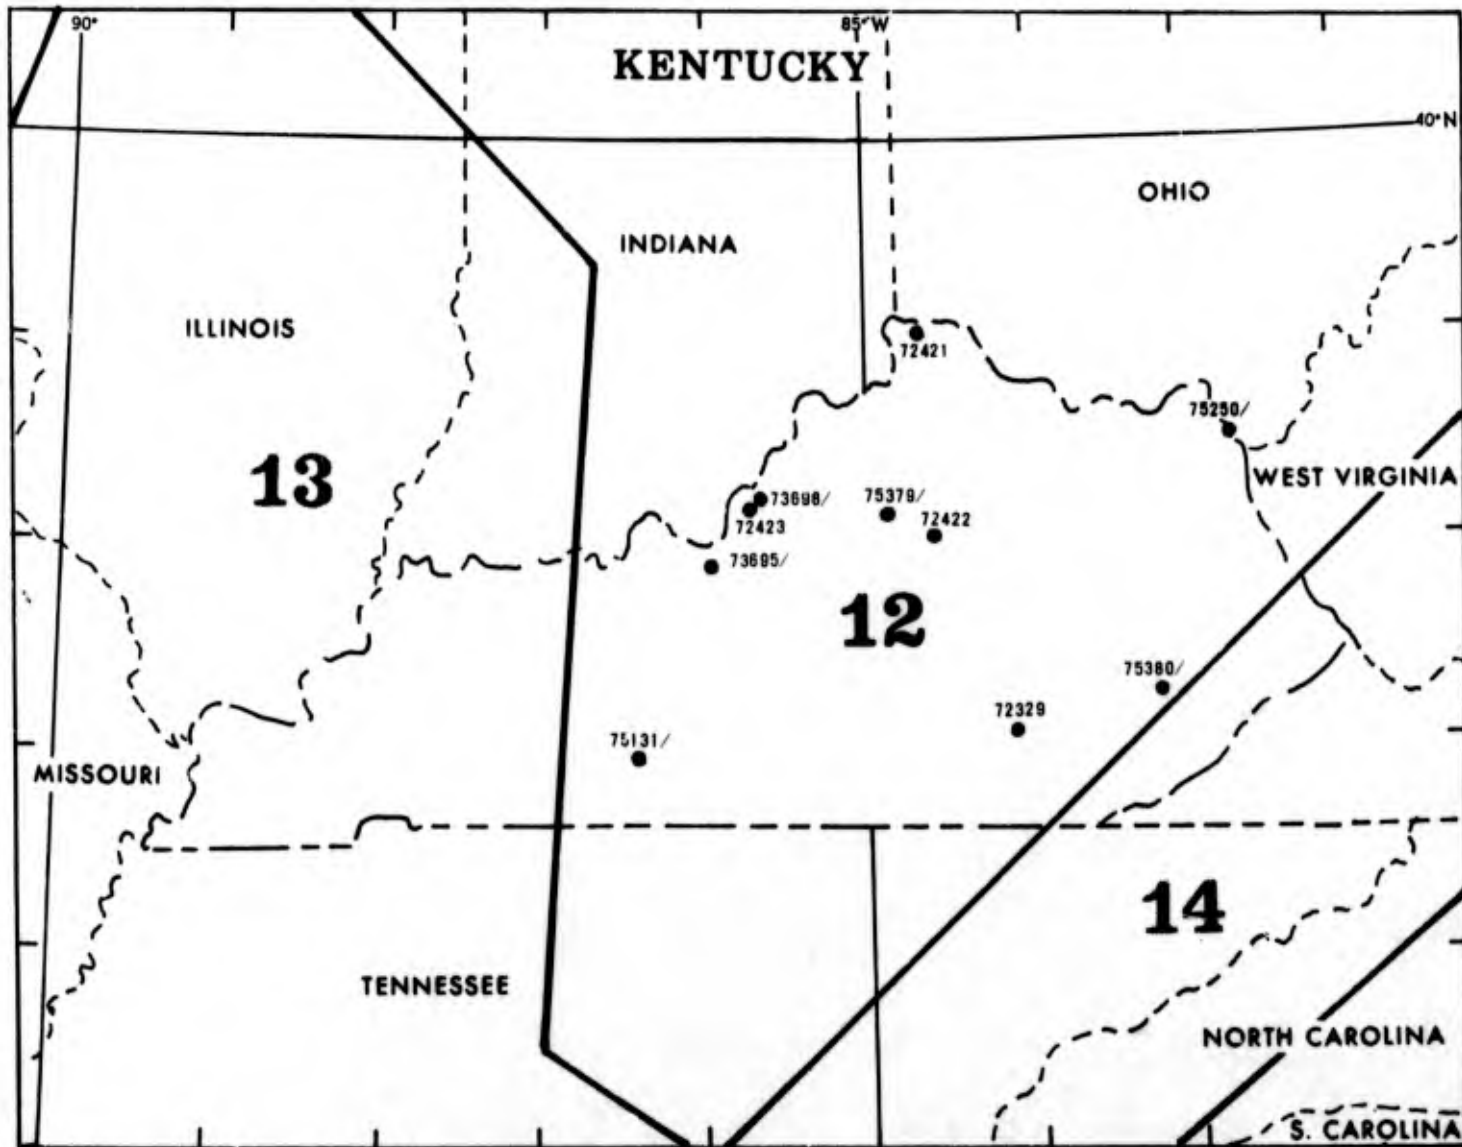 90°
85°W
KENTUCKY
40°N
OHIO
INDIANA
ILLINOIS
72421
75250/
13
WEST VIRGINIA
73698/
75379/
72423
72422
73695/
12
75380/
72329
75131/
MISSOURI
14
TENNESSEE
NORTH CAROLINA
S. CAROLINA